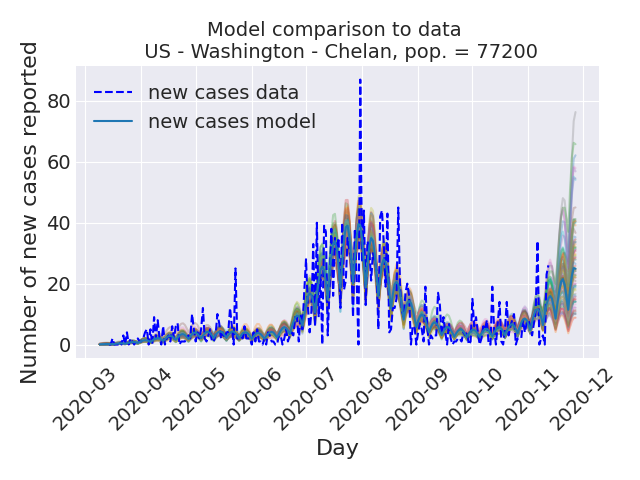 Model comparison to data
US - Washington - Chelan, pop. = 77200
Number of new cases reported
80
60
40
20
0
new cases data
new cases model
2020-03
2020-04
2020-05
2020-06
2020-07
2020-08
2020-09
2020-10
2020-11
2020-12
Day